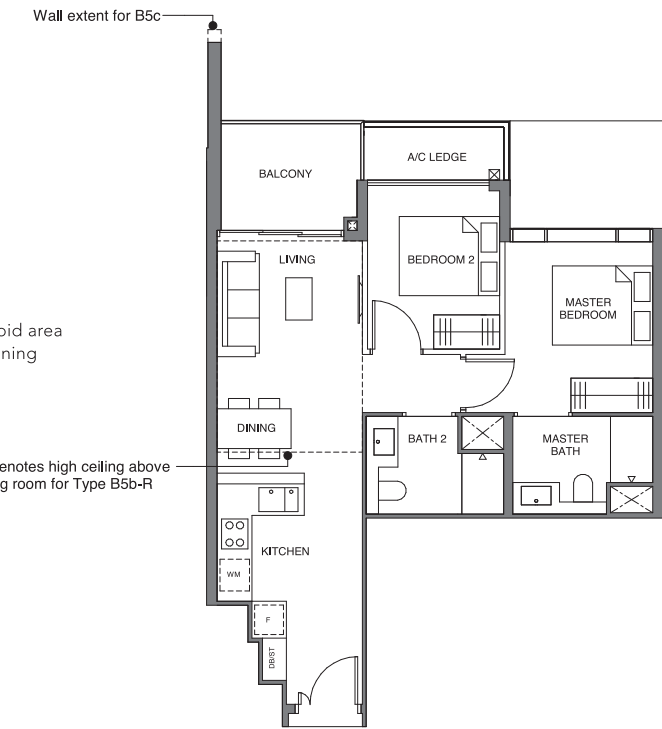 Wall extent for B5c
BALCONY
A/C LEDGE
LIVING
BEDROOM 2
MASTER
BEDROOM
oid area
ning
DINING
BATH 2
MASTER
BATH
enotes high ceiling above
g room for Type B5b-R
KITCHEN
WM
F
DB/ST